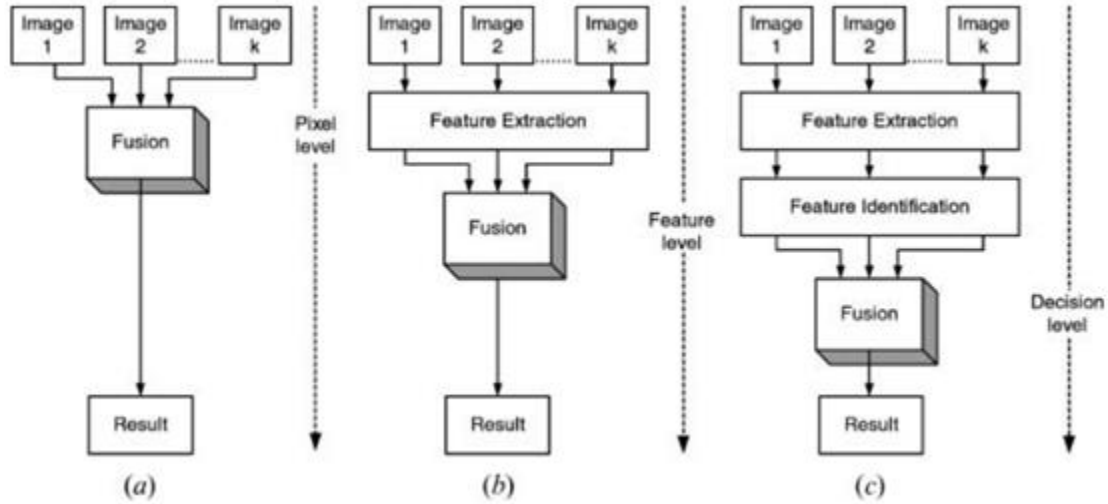 Image
1
Image
2
Image
k
Fusion
Result
Pixel
level
(a)
Image
1
Image
2
Image
k
Feature Extraction
Fusion
Result
Feature
level
(b)
Image
1
Image
2
Image
k
Feature Extraction
Feature Identification
Fusion
Result
Decision
level
(c)